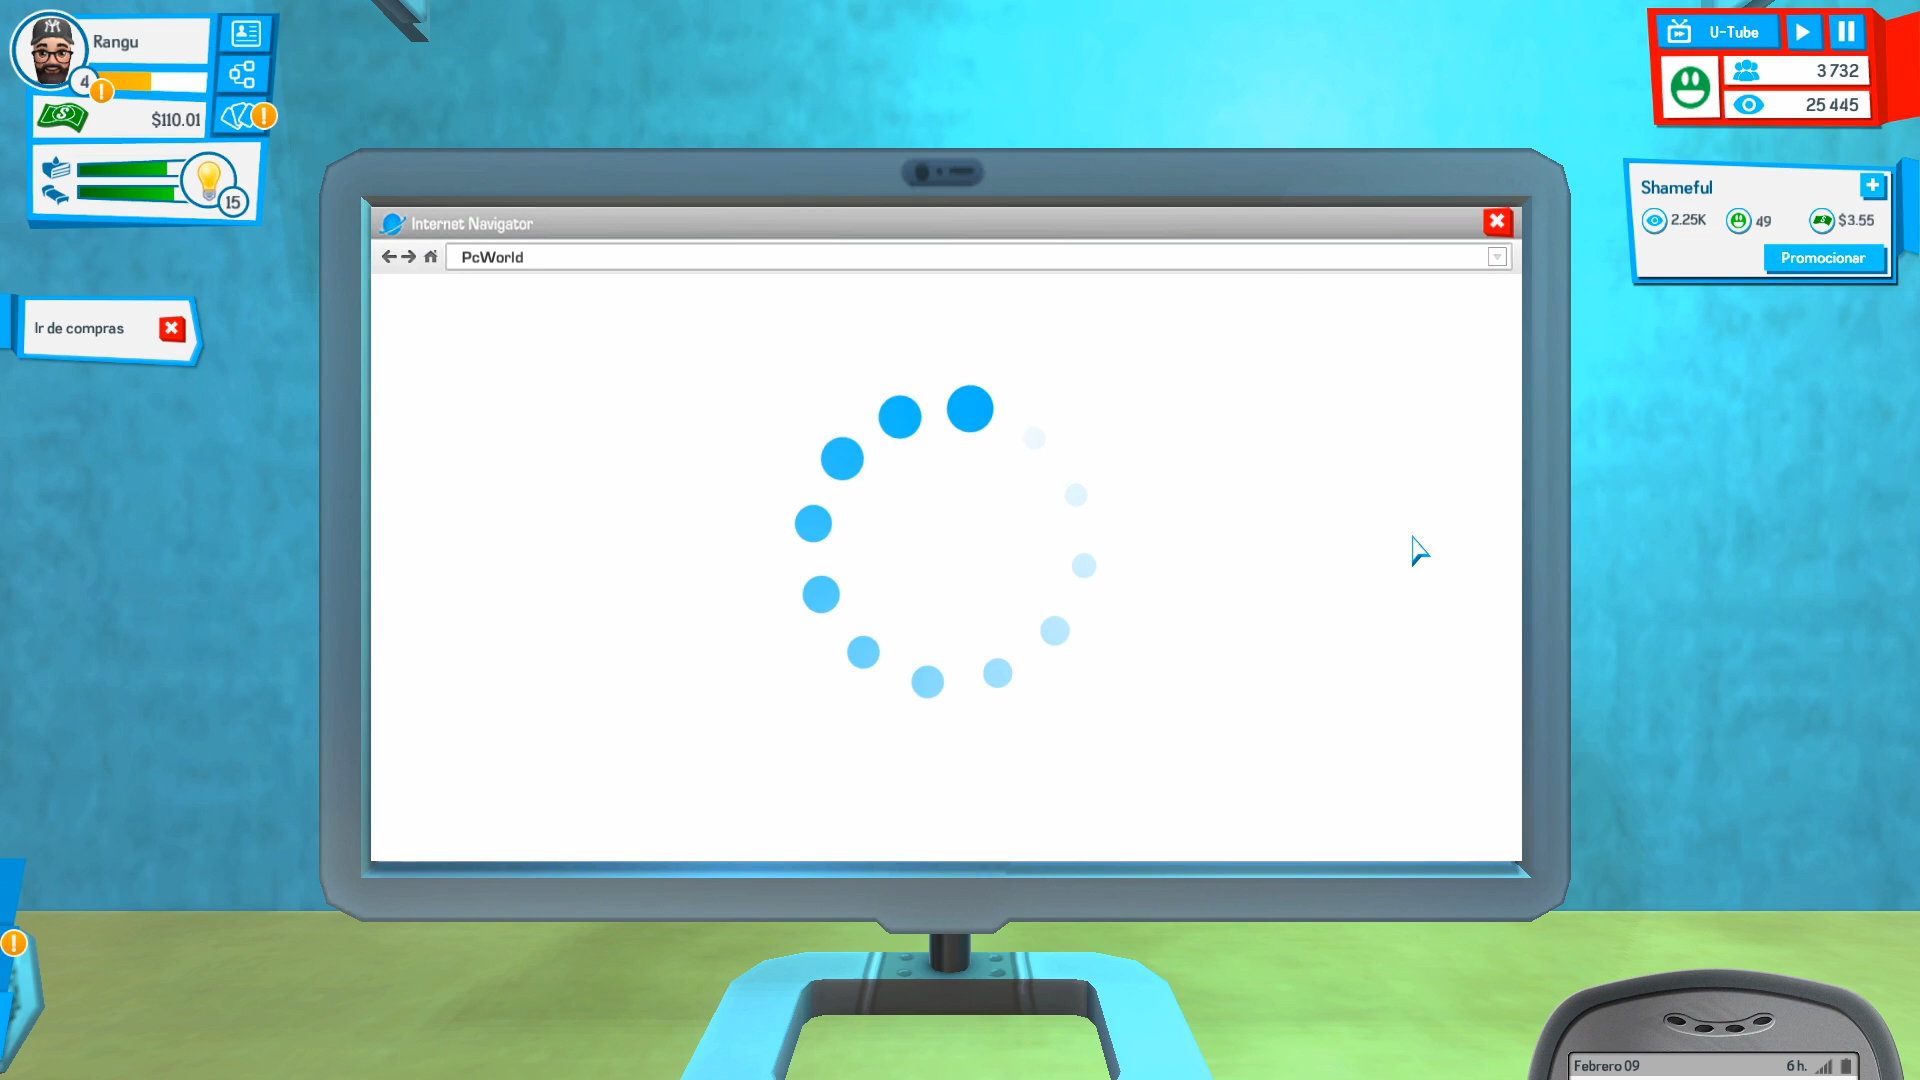 Rangu
4
$110.01
15
U-Tube
3 732
25 445
Shameful
2.25K
49
$3.55
Promocionar
Internet Navigator
PcWorld
Ir de compras
Febrero 09
6 h.